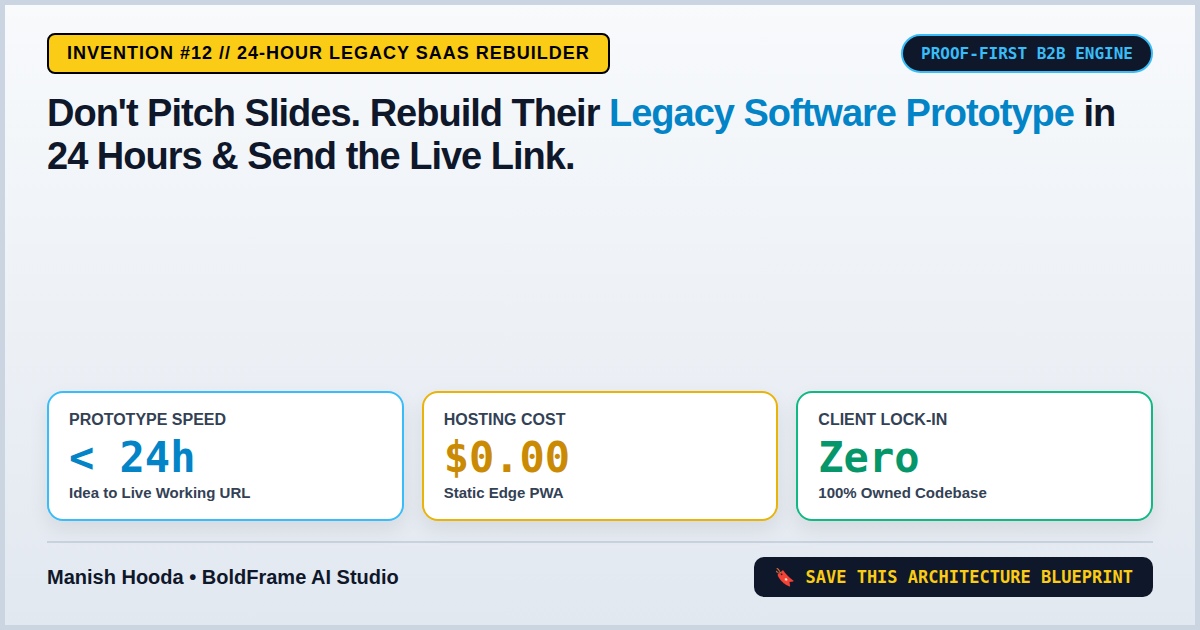 INVENTION #12 // 24-HOUR LEGACY SAAS REBUILDER
PROOF-FIRST B2B ENGINE
Don't Pitch Slides. Rebuild Their Legacy Software Prototype in
24 Hours & Send the Live Link.
PROTOTYPE SPEED
< 24h
Idea to Live Working URL
HOSTING COST
$0.00
Static Edge PWA
CLIENT LOCK-IN
Zero
100% Owned Codebase
Manish Hooda • BoldFrame AI Studio
🔖 SAVE THIS ARCHITECTURE BLUEPRINT